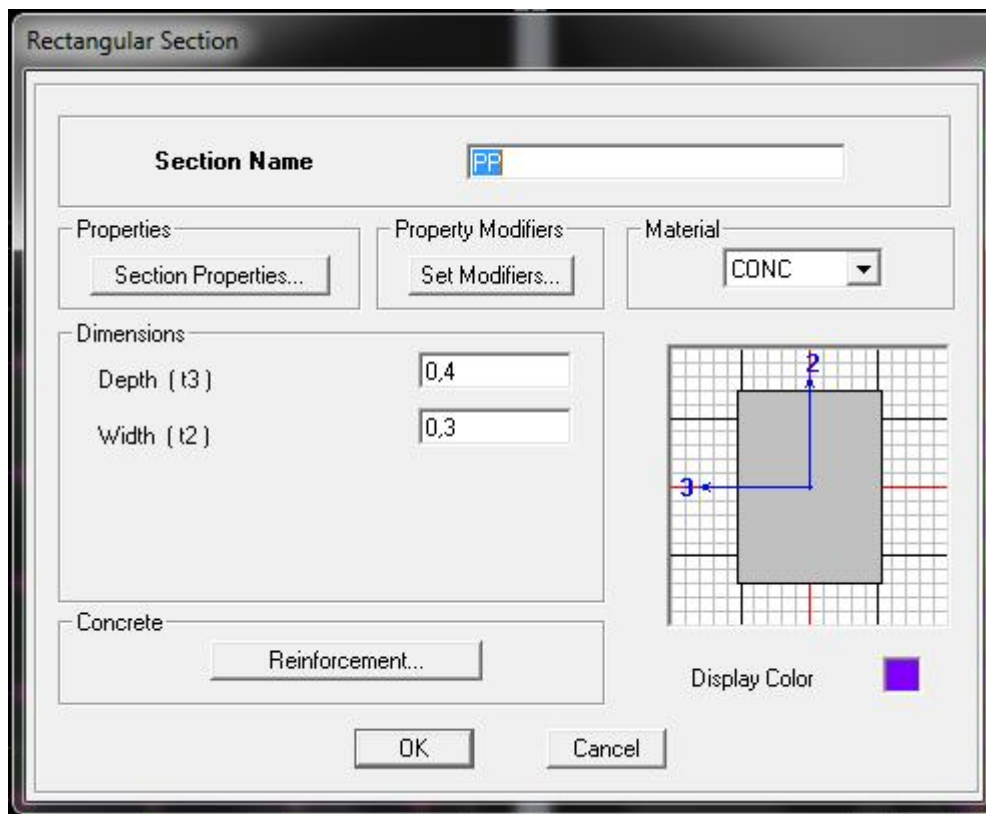 Rectangular Section
Section Name PP
Properties Property Modifiers Material
Section Properties... Set Modifiers... CONC
Dimensions
Depth ( t3 ) 0,4
Width ( t2 ) 0,3
2
3
Concrete
Reinforcement...
Display Color
OK Cancel